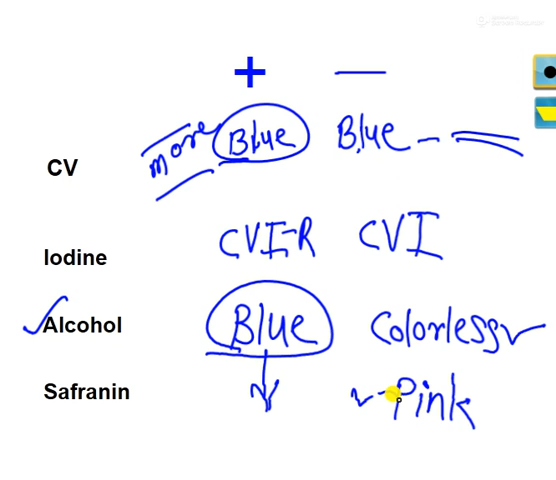 + —
CV more Blue Blue -
Iodine CVI-R CVI
Alcohol Blue Colorless
Safranin Pink